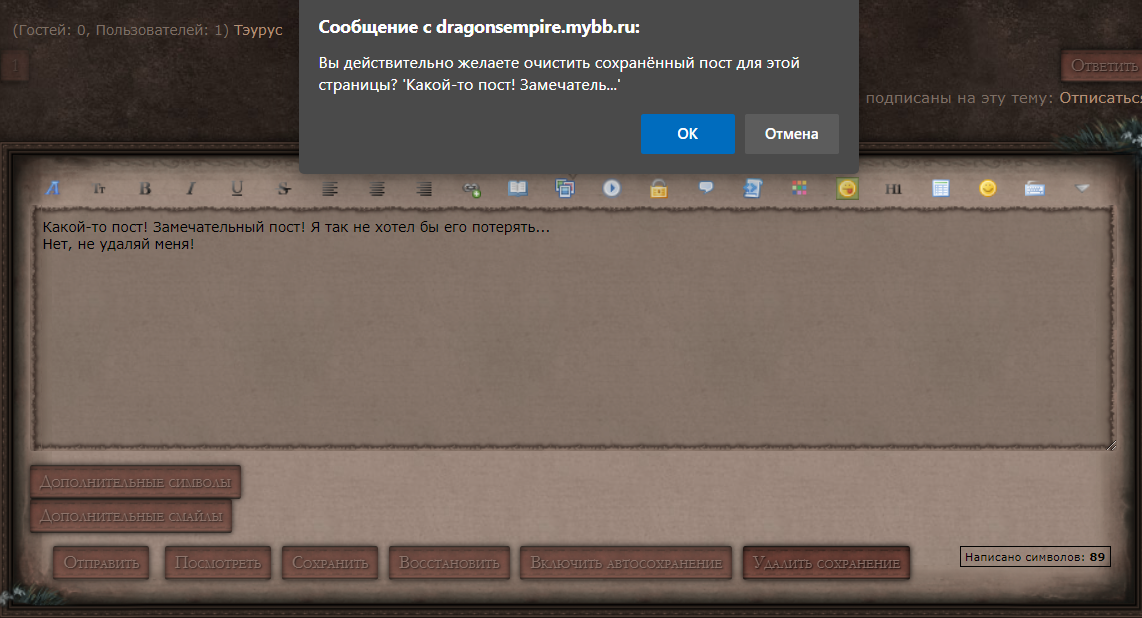 (Гостей: 0, Пользователей: 1) Тэурус
Сообщение с dragonsempire.mybb.ru:
Вы действительно желаете очистить сохранённый пост для этой
страницы? 'Какой-то пост! Замечатель...'
OK
Отмена
1
Ответить
подписаны на эту тему: Отписаться
Tt B I U S H1
Какой-то пост! Замечательный пост! Я так не хотел бы его потерять...
Нет, не удаляй меня!
Дополнительные символы
Дополнительные смайлы
Отправить
Посмотреть
Сохранить
Восстановить
Включить автосохранение
Удалить сохранение
Написано символов: 89